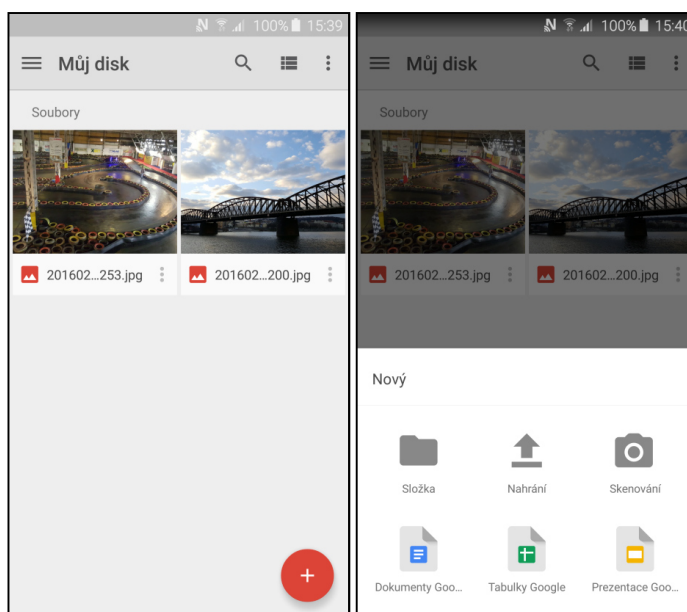 100% 15:39
Můj disk
Soubory
201602...253.jpg
201602...200.jpg
100% 15:40
Můj disk
Soubory
201602...253.jpg
201602...200.jpg
Nový
Složka
Nahrání
Skenování
Dokumenty Goo...
Tabulky Google
Prezentace Goo...